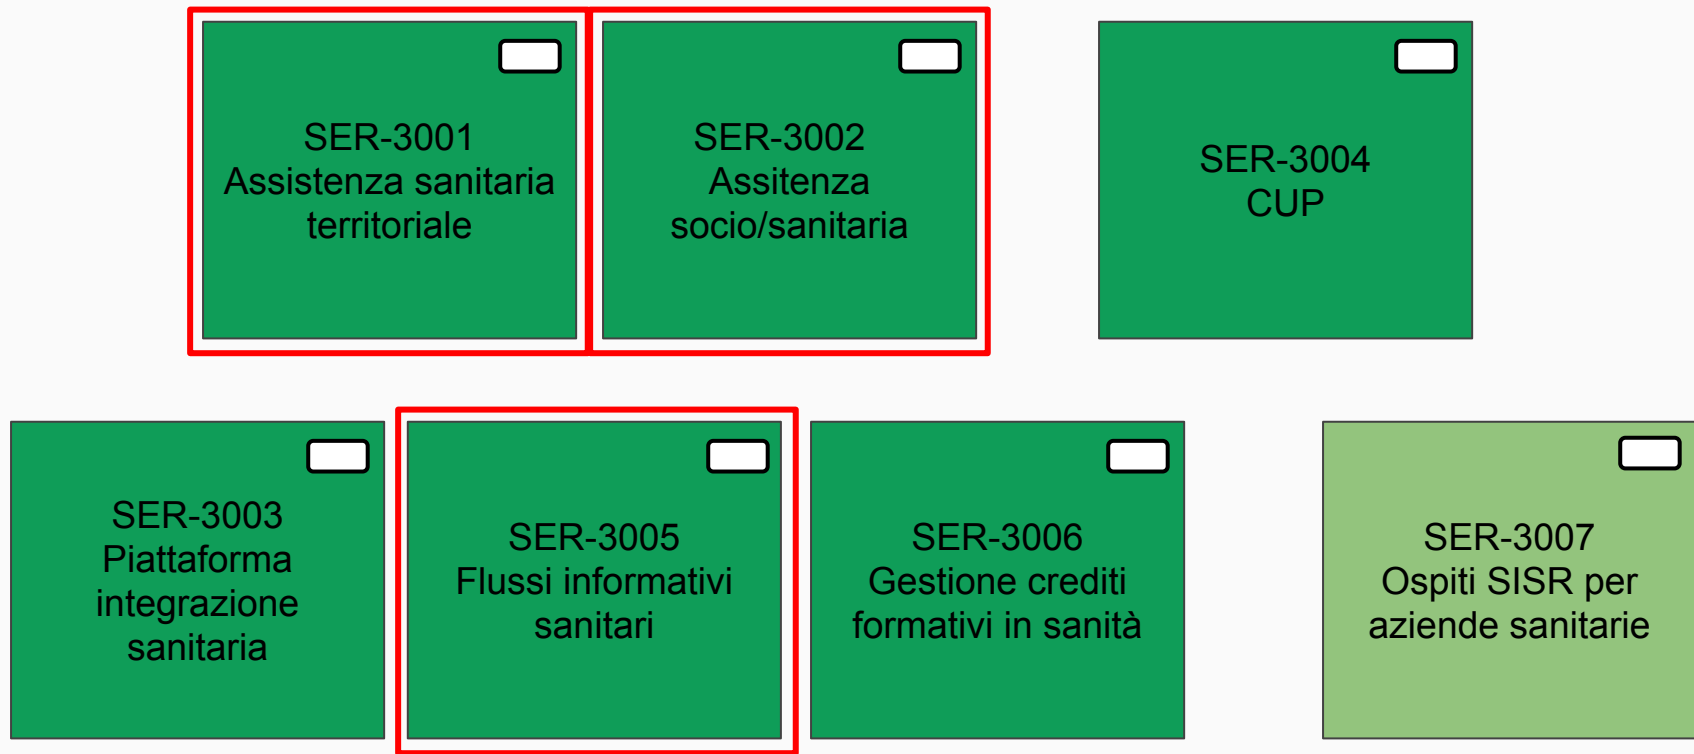 SER-3001
Assistenza sanitaria
territoriale
SER-3002
Assitenza
socio/sanitaria
SER-3004
CUP
SER-3003
Piattaforma
integrazione
sanitaria
SER-3005
Flussi informativi
sanitari
SER-3006
Gestione crediti
formativi in sanità
SER-3007
Ospiti SISR per
aziende sanitarie